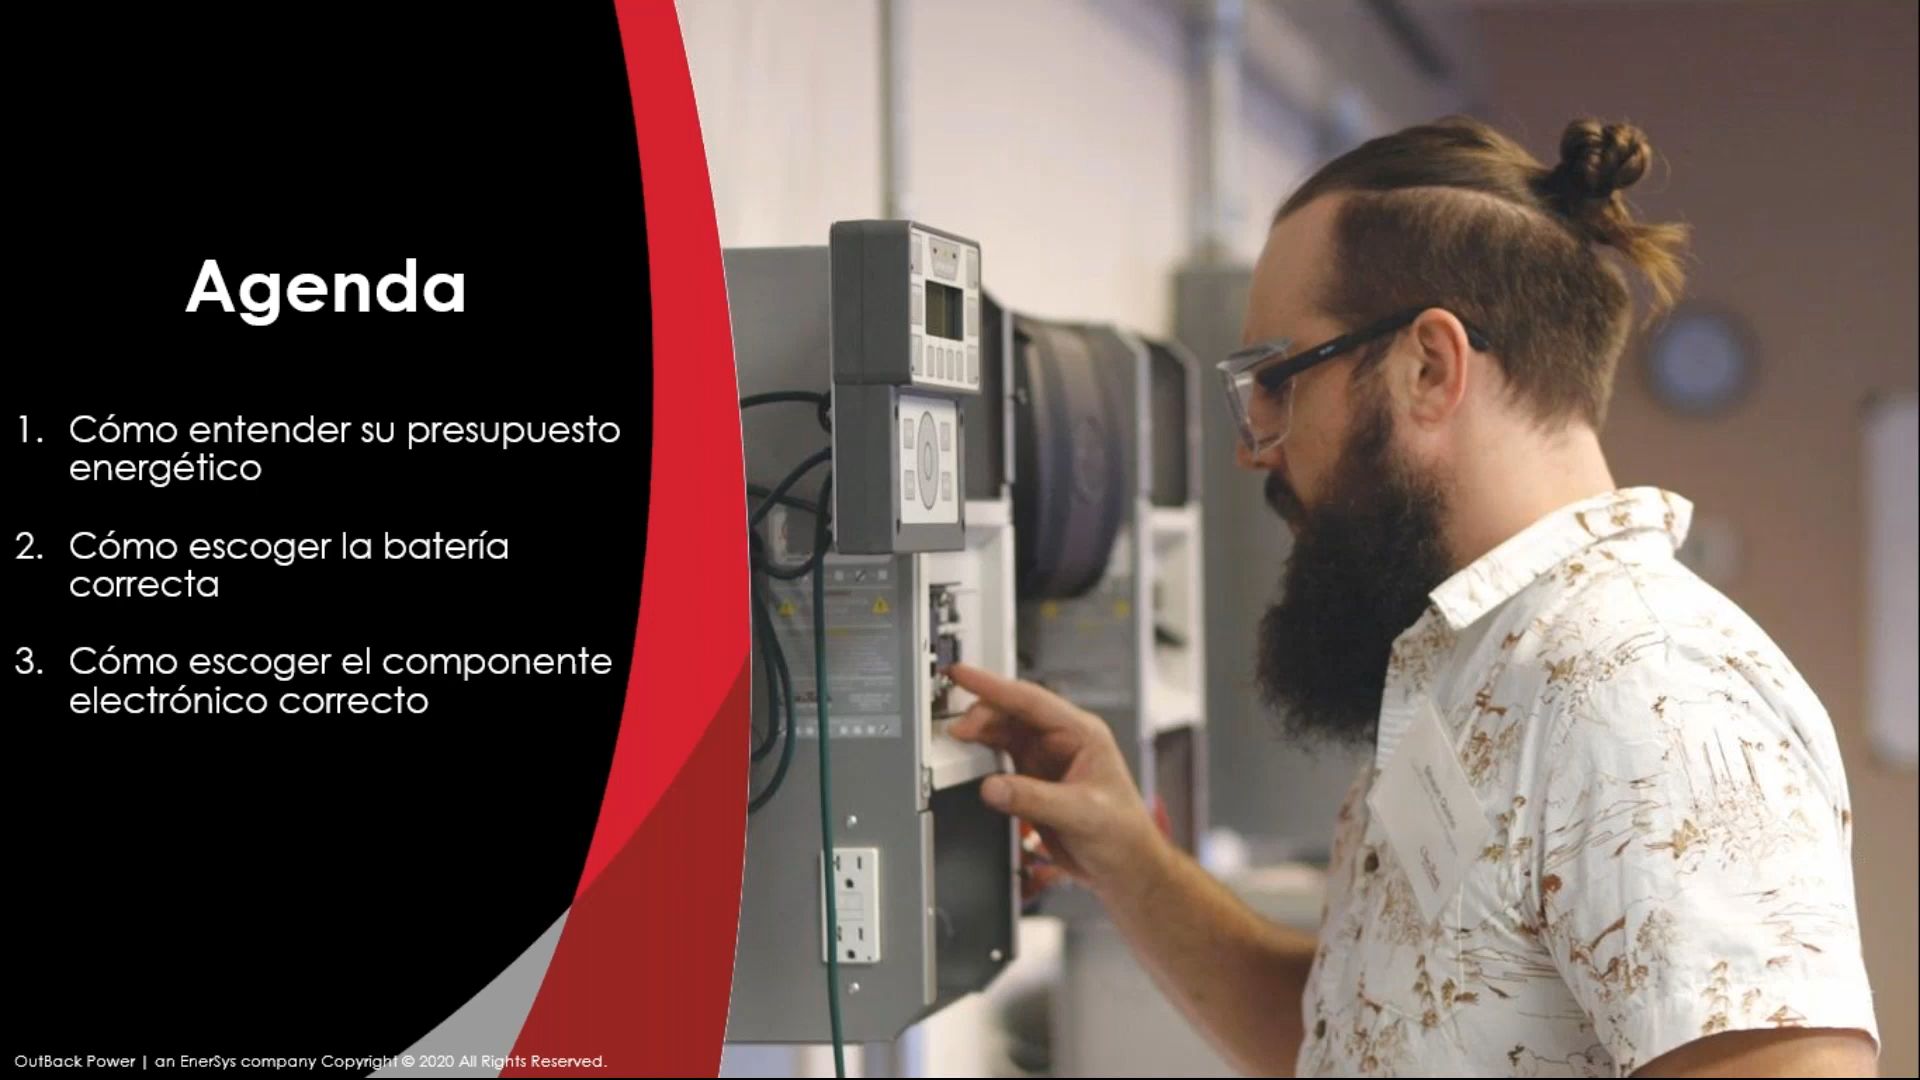 Agenda
1. Cómo entender su presupuesto
energético
2. Cómo escoger la batería
correcta
3. Cómo escoger el componente
electrónico correcto
OutBack Power | an EnerSys company Copyright © 2020 All Rights Reserved.